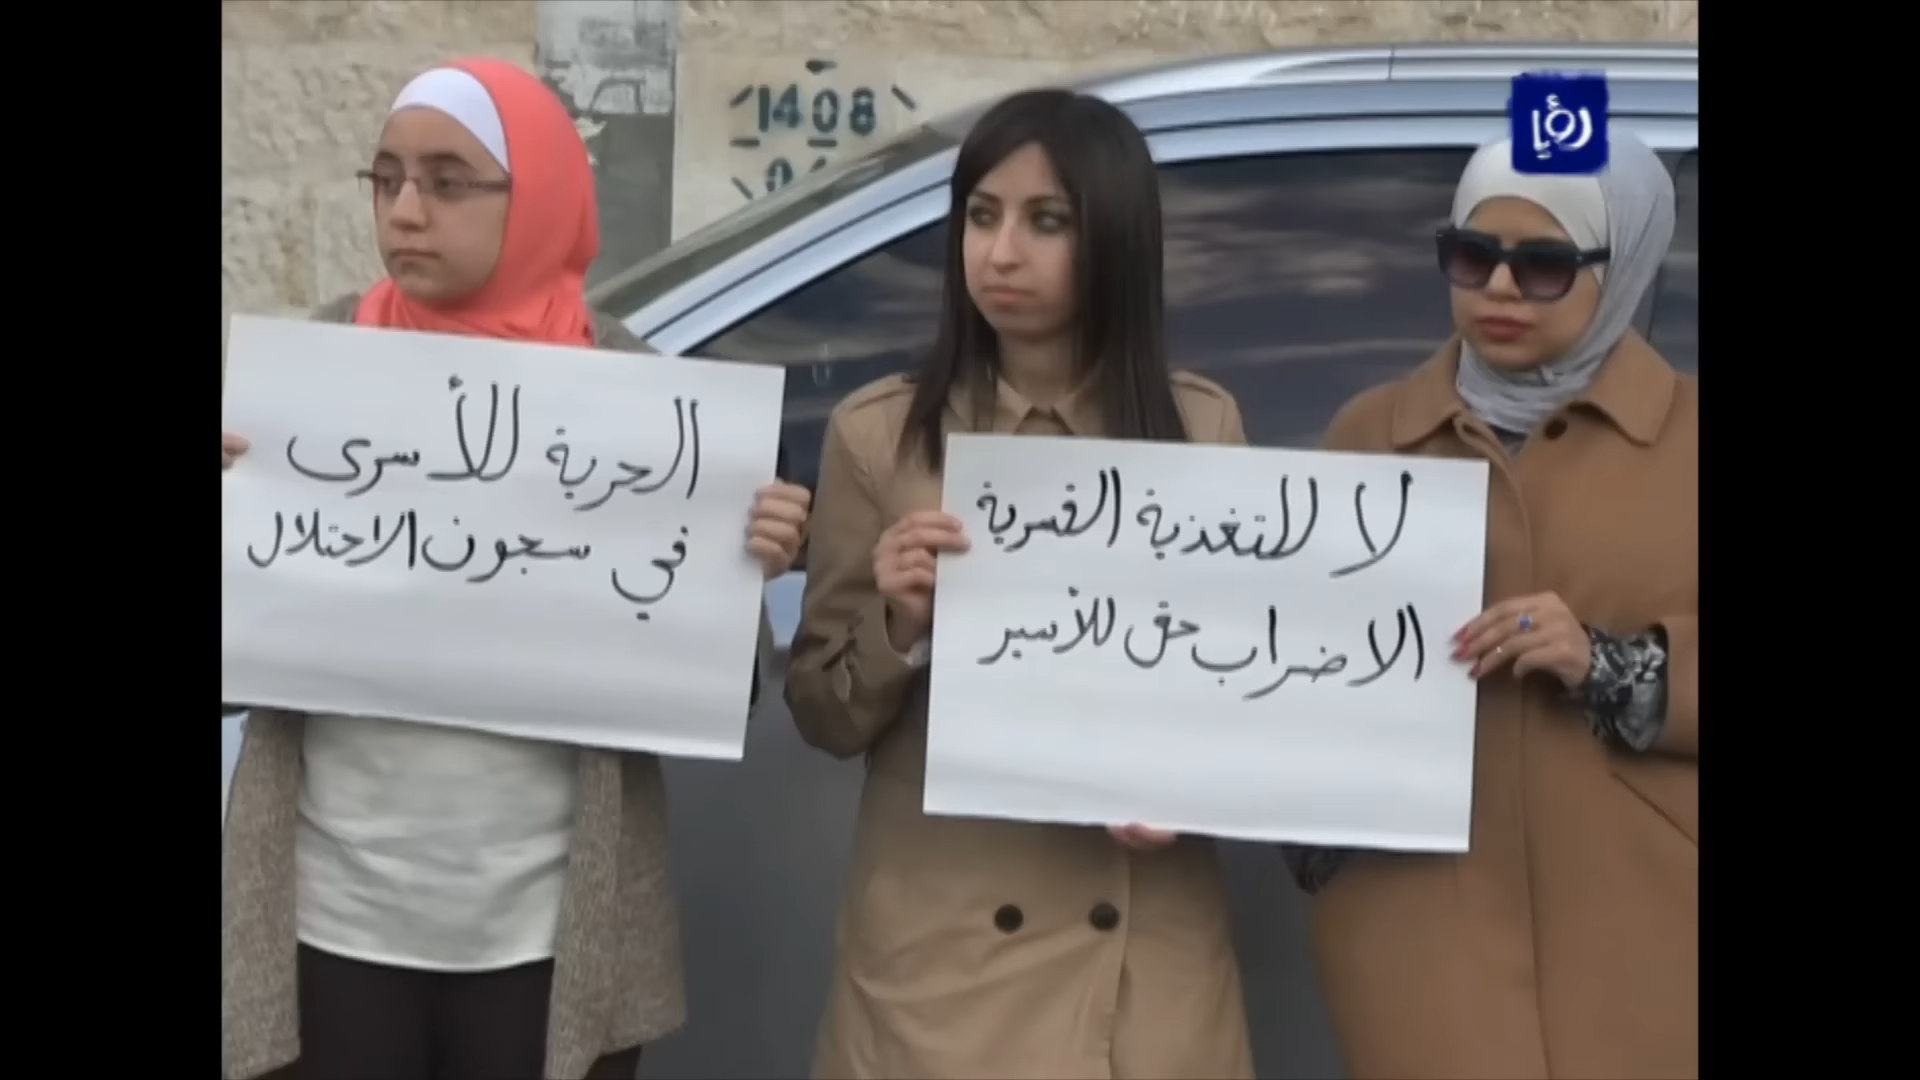 1408
رؤيا
الحرية للأسرى
في سجون الاحتلال
لا للتغذية القسرية
الاضراب حق للأسير